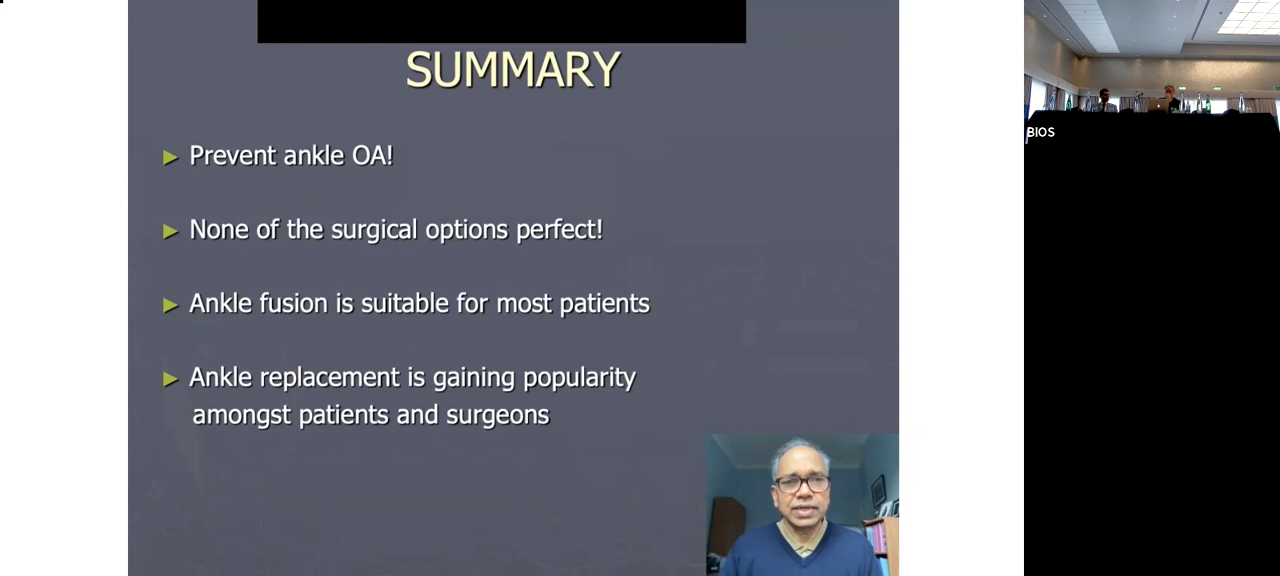 SUMMARY
► Prevent ankle OA!
► None of the surgical options perfect!
► Ankle fusion is suitable for most patients
► Ankle replacement is gaining popularity
amongst patients and surgeons
BIOS